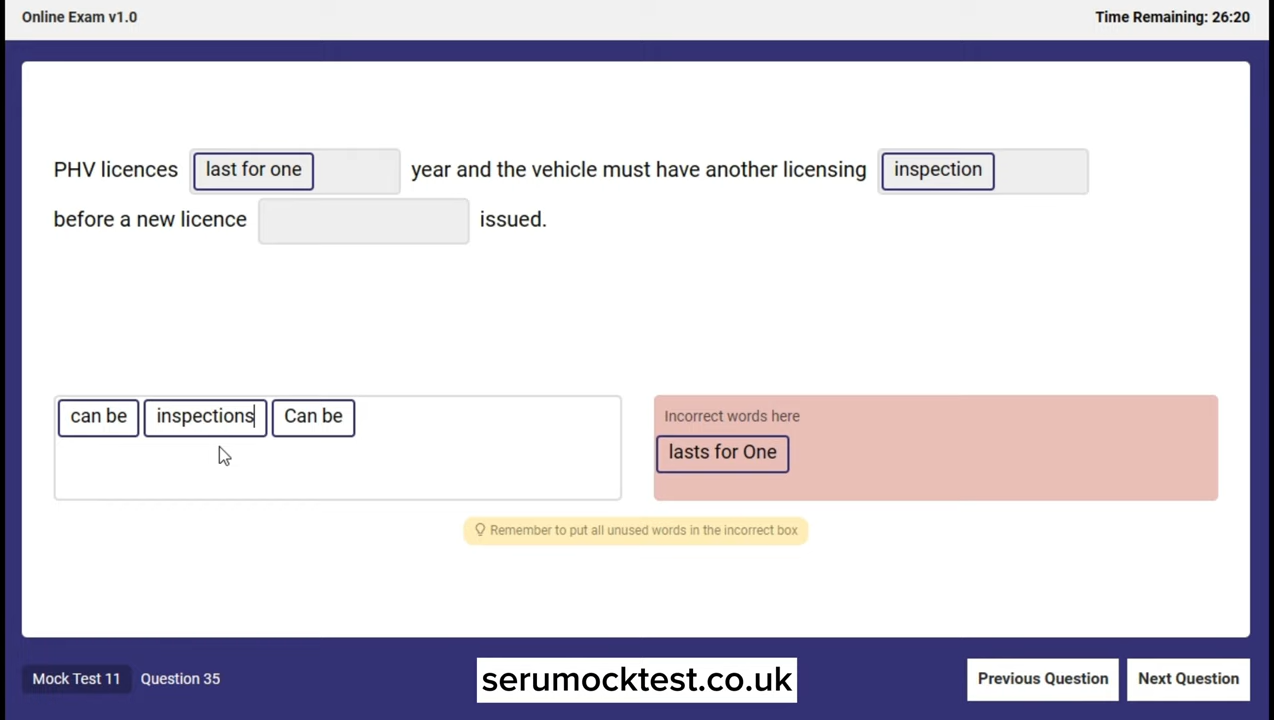 Online Exam v1.0 Time Remaining: 26:20
PHV licences last for one year and the vehicle must have another licensing inspection
before a new licence issued.
can be inspections Can be
Incorrect words here
lasts for One
Remember to put all unused words in the incorrect box
Mock Test 11 Question 35 serumocktest.co.uk Previous Question Next Question